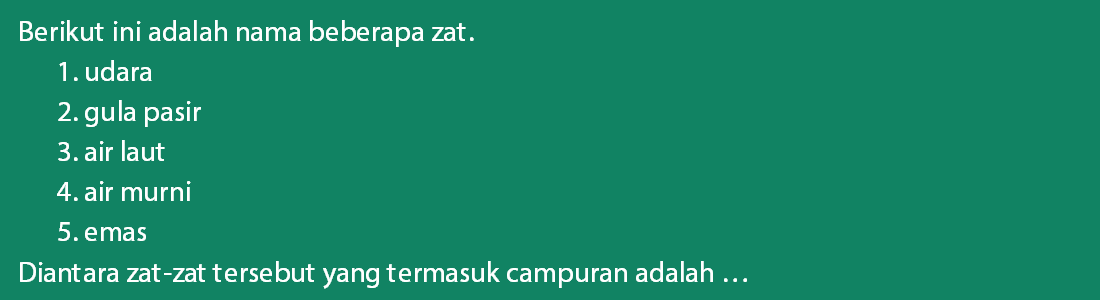 Berikut ini adalah nama beberapa zat.
1. udara
2. gula pasir
3. air laut
4. air murni
5. emas
Diantara zat-zat tersebut yang termasuk campuran adalah ...